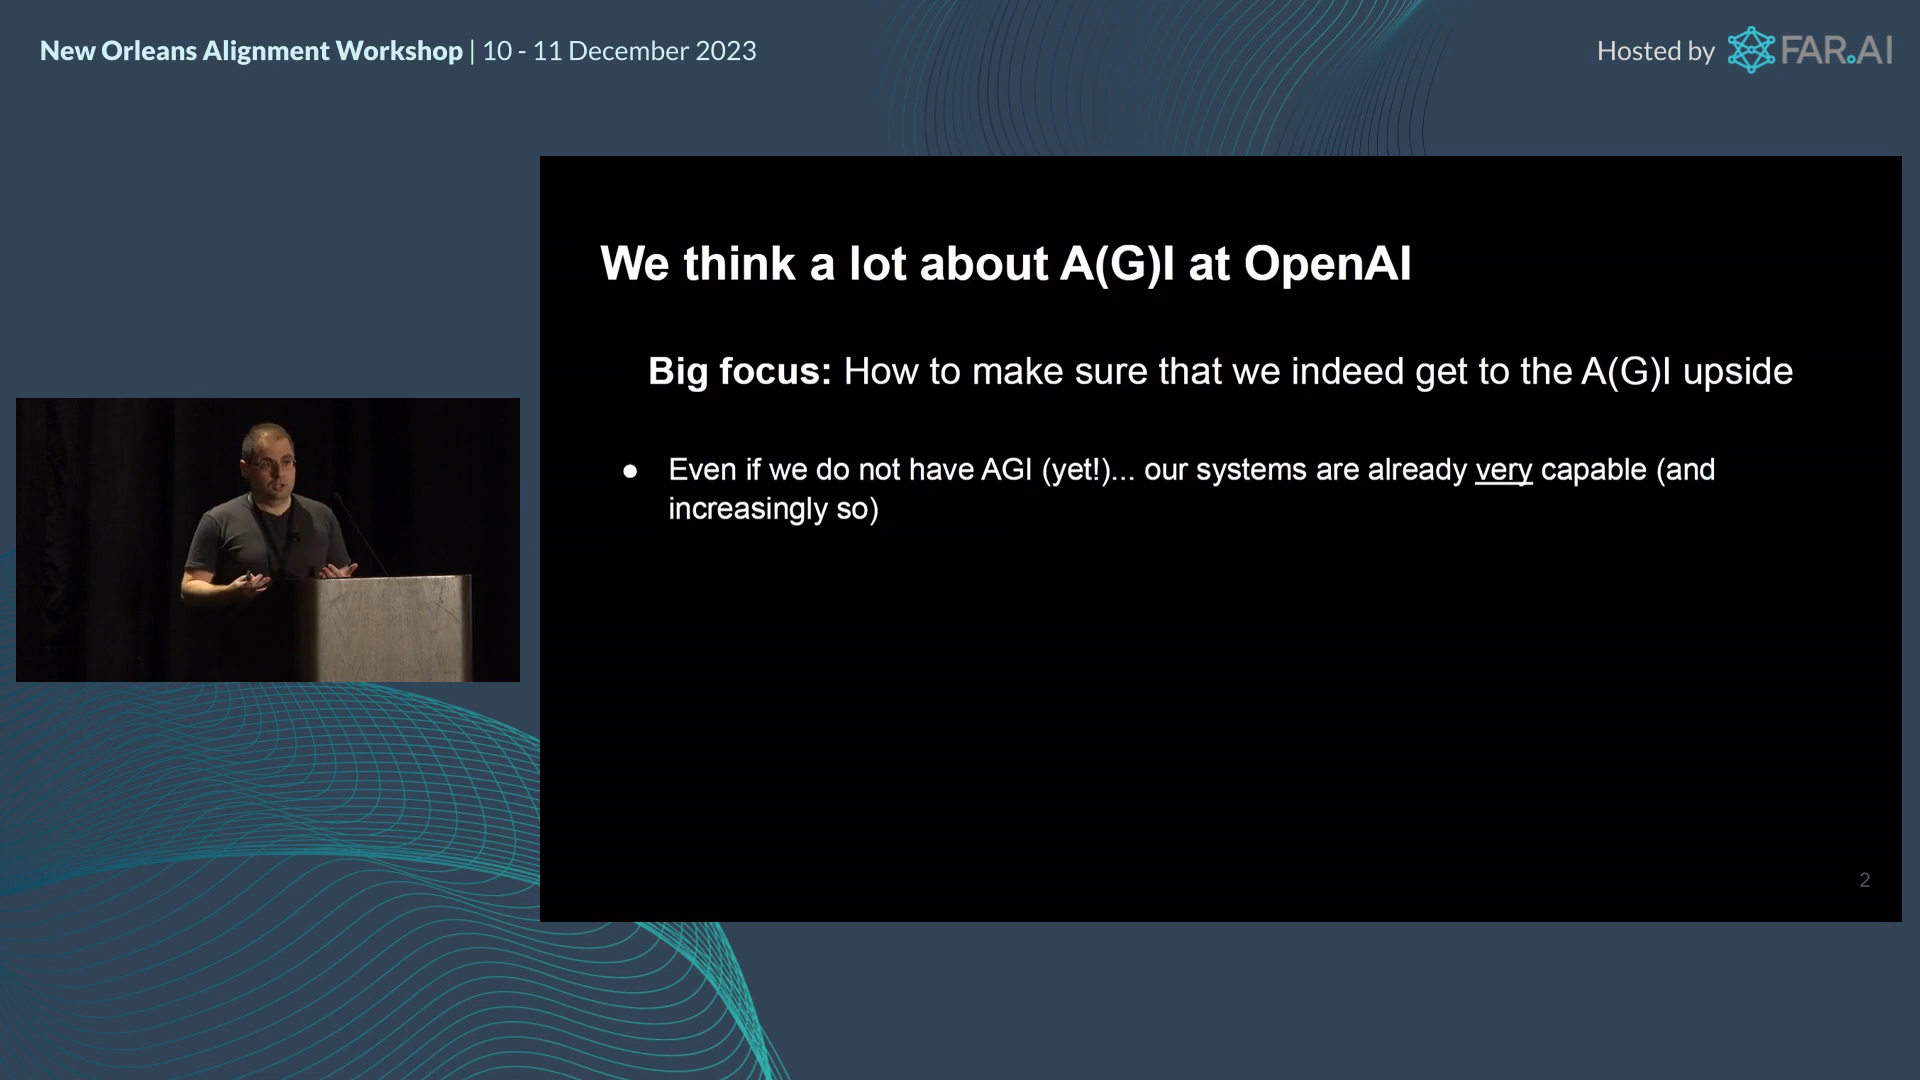 New Orleans Alignment Workshop | 10 - 11 December 2023
Hosted by FAR.AI
We think a lot about A(G)I at OpenAI
Big focus: How to make sure that we indeed get to the A(G)I upside
● Even if we do not have AGI (yet!)... our systems are already very capable (and
increasingly so)
2